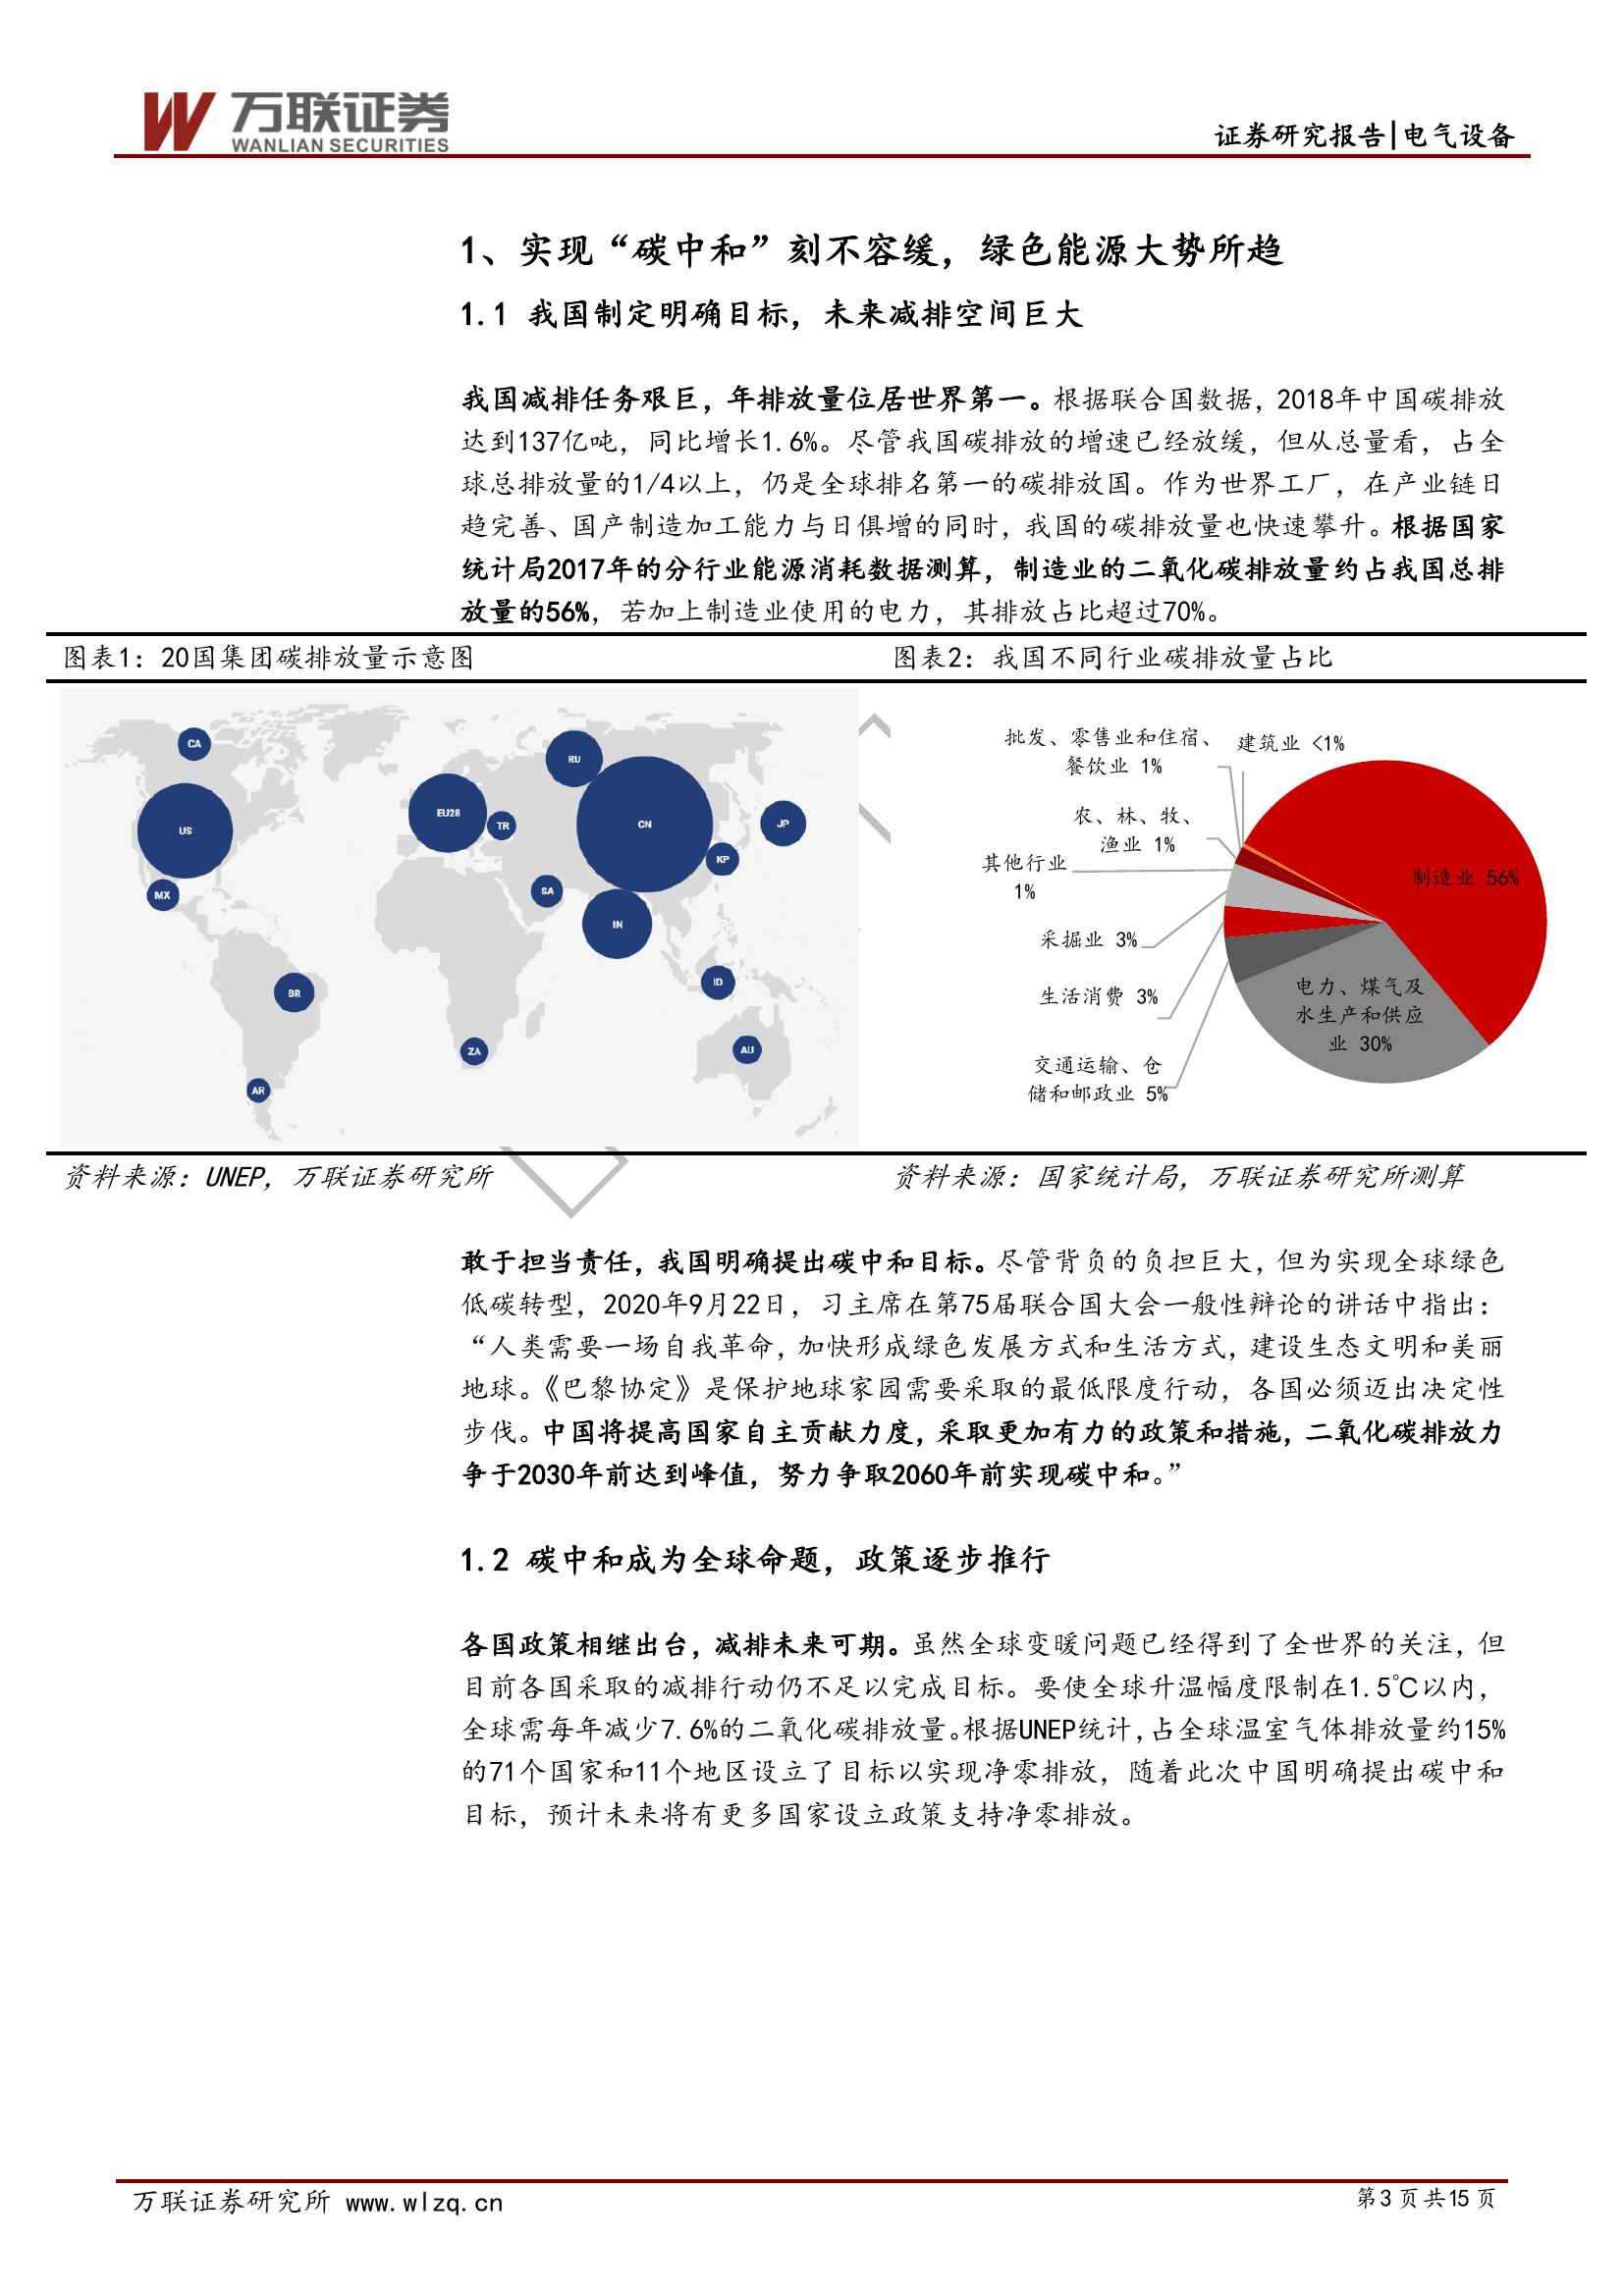 万联证券
WANLIAN SECURITIES
证券研究报告|电气设备
1、实现“碳中和”刻不容缓，绿色能源大势所趋
1.1 我国制定明确目标，未来减排空间巨大
我国减排任务艰巨，年排放量位居世界第一。根据联合国数据，2018年中国碳排放
达到137亿吨，同比增长1.6%。尽管我国碳排放的增速已经放缓，但从总量看，占全
球总排放量的1/4以上，仍是全球排名第一的碳排放国。作为世界工厂，在产业链日
趋完善、国产制造加工能力与日俱增的同时，我国的碳排放量也快速攀升。根据国家
统计局2017年的分行业能源消耗数据测算，制造业的二氧化碳排放量约占我国总排
放量的56%，若加上制造业使用的电力，其排放占比超过70%。
图表1：20国集团碳排放量示意图
CA
RU
US
EU28
TR
CN
JP
KP
MX
SA
IN
BR
ID
ZA
AU
AR
资料来源：UNEP，万联证券研究所
图表2：我国不同行业碳排放量占比
批发、零售业和住宿、
餐饮业 1%
建筑业 <1%
农、林、牧、
渔业 1%
其他行业
1%
制造业 56%
采掘业 3%
生活消费 3%
电力、煤气及
水生产和供应
业 30%
交通运输、仓
储和邮政业 5%
资料来源：国家统计局，万联证券研究所测算
敢于担当责任，我国明确提出碳中和目标。尽管背负的负担巨大，但为实现全球绿色
低碳转型，2020年9月22日，习主席在第75届联合国大会一般性辩论的讲话中指出：
“人类需要一场自我革命，加快形成绿色发展方式和生活方式，建设生态文明和美丽
地球。《巴黎协定》是保护地球家园需要采取的最低限度行动，各国必须迈出决定性
步伐。中国将提高国家自主贡献力度，采取更加有力的政策和措施，二氧化碳排放力
争于2030年前达到峰值，努力争取2060年前实现碳中和。”
1.2 碳中和成为全球命题，政策逐步推行
各国政策相继出台，减排未来可期。虽然全球变暖问题已经得到了全世界的关注，但
目前各国采取的减排行动仍不足以完成目标。要使全球升温幅度限制在1.5℃以内，
全球需每年减少7.6%的二氧化碳排放量。根据UNEP统计，占全球温室气体排放量约15%
的71个国家和11个地区设立了目标以实现净零排放，随着此次中国明确提出碳中和
目标，预计未来将有更多国家设立政策支持净零排放。
万联证券研究所 www.wlzq.cn
第3页共15页